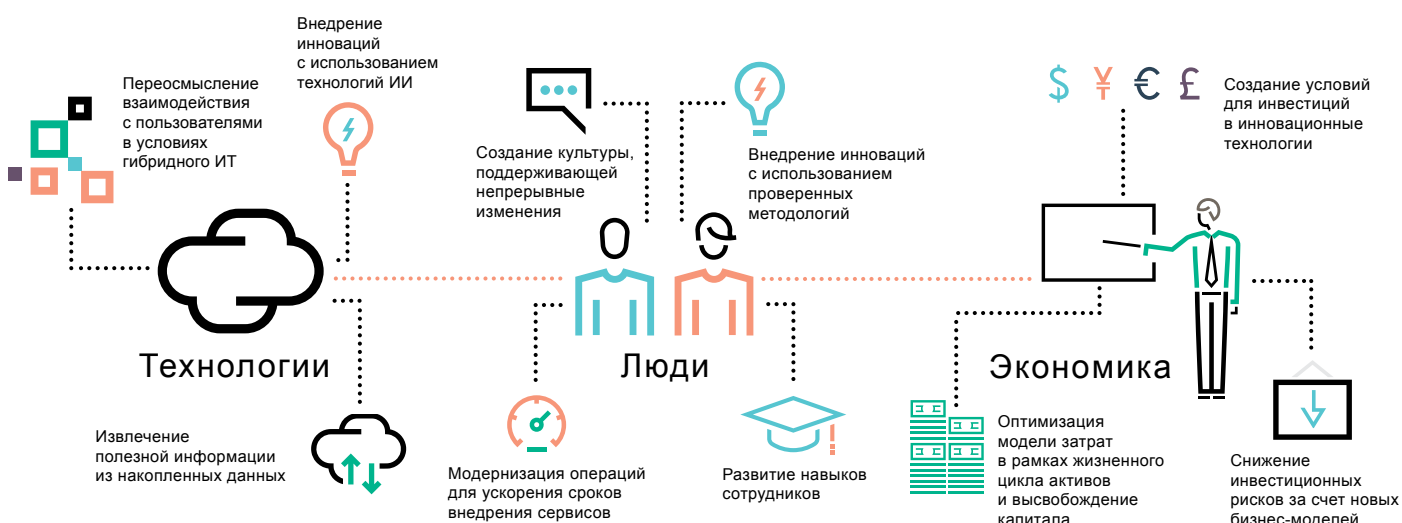 Внедрение
инноваций
с использованием
технологий ИИ
Переосмысление
взаимодействия
с пользователями
в условиях
гибридного ИТ
Создание культуры,
поддерживающей
непрерывные
изменения
Внедрение инноваций
с использованием
проверенных
методологий
$ ¥ € £
Создание условий
для инвестиций
в инновационные
технологии
Технологии
Люди
Экономика
Извлечение
полезной информации
из накопленных данных
Модернизация операций
для ускорения сроков
внедрения сервисов
Развитие навыков
сотрудников
Оптимизация
модели затрат
в рамках жизненного
цикла активов
и высвобождение
капитала
Снижение
инвестиционных
рисков за счет новых
бизнес-моделей